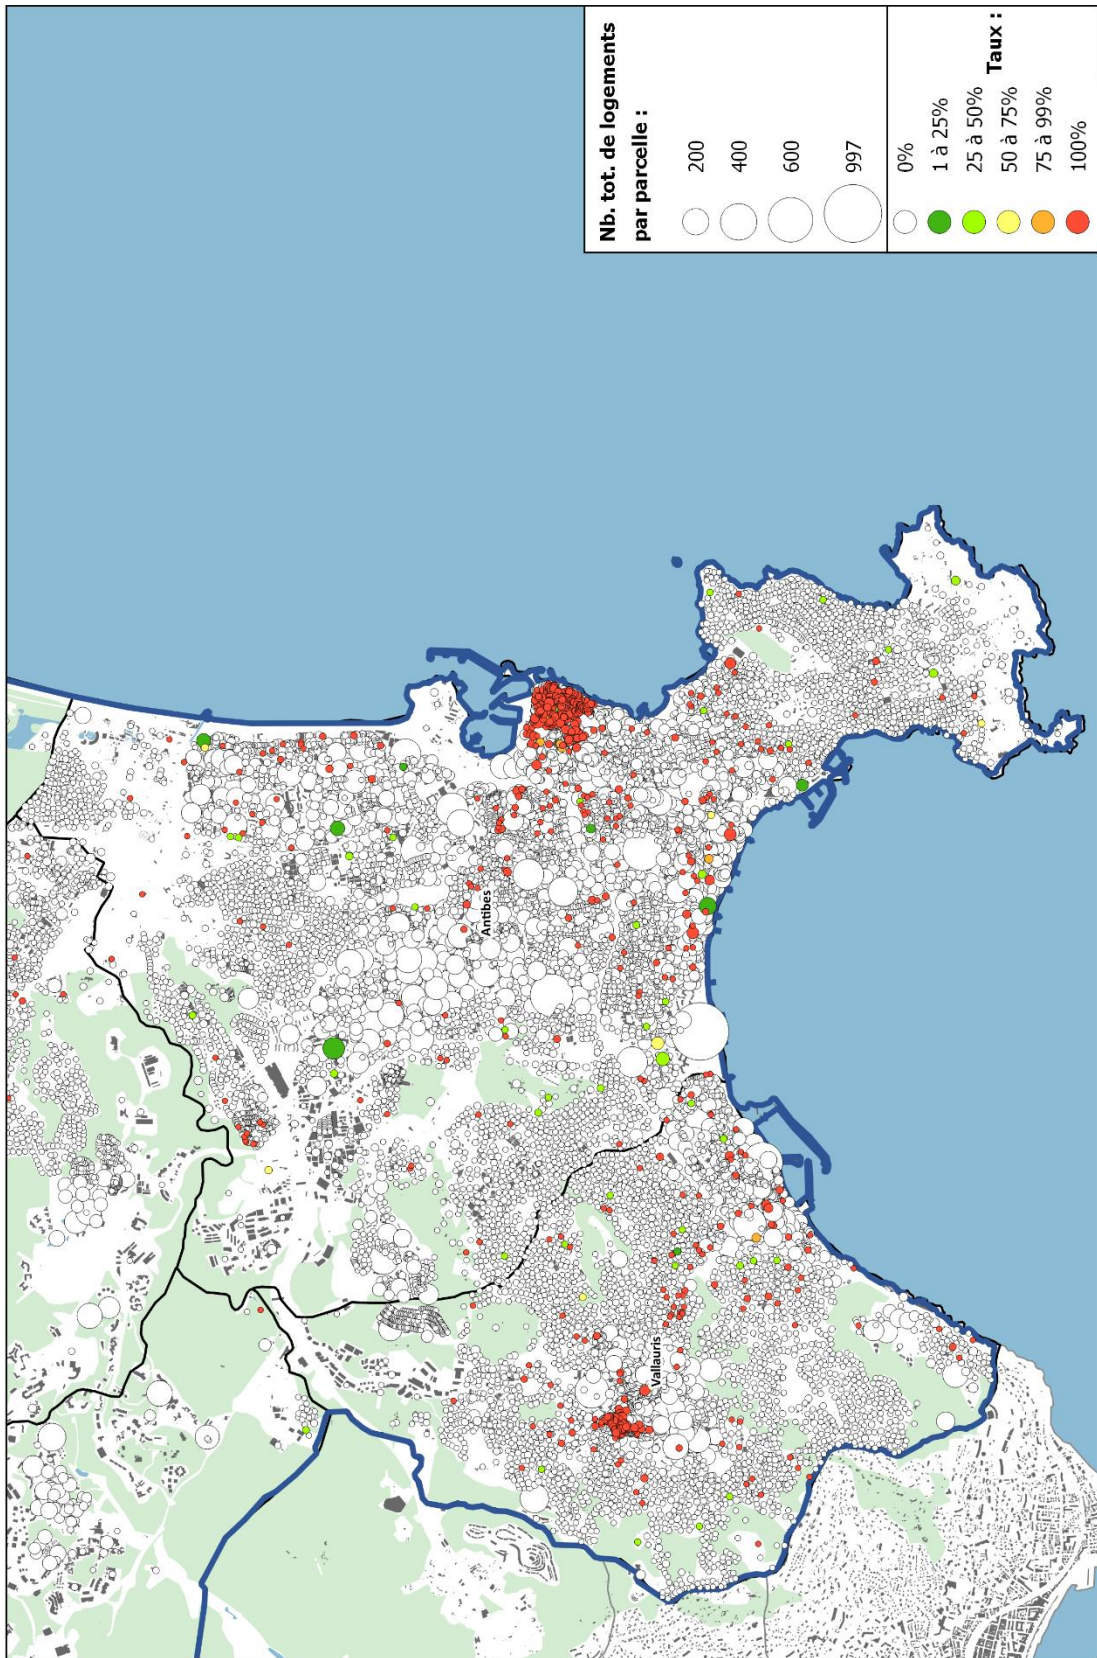 Nb. tot. de logements
par parcelle :
200
400
600
997
Taux :
0%
1 à 25%
25 à 50%
50 à 75%
75 à 99%
100%
Antibes
Vallauris